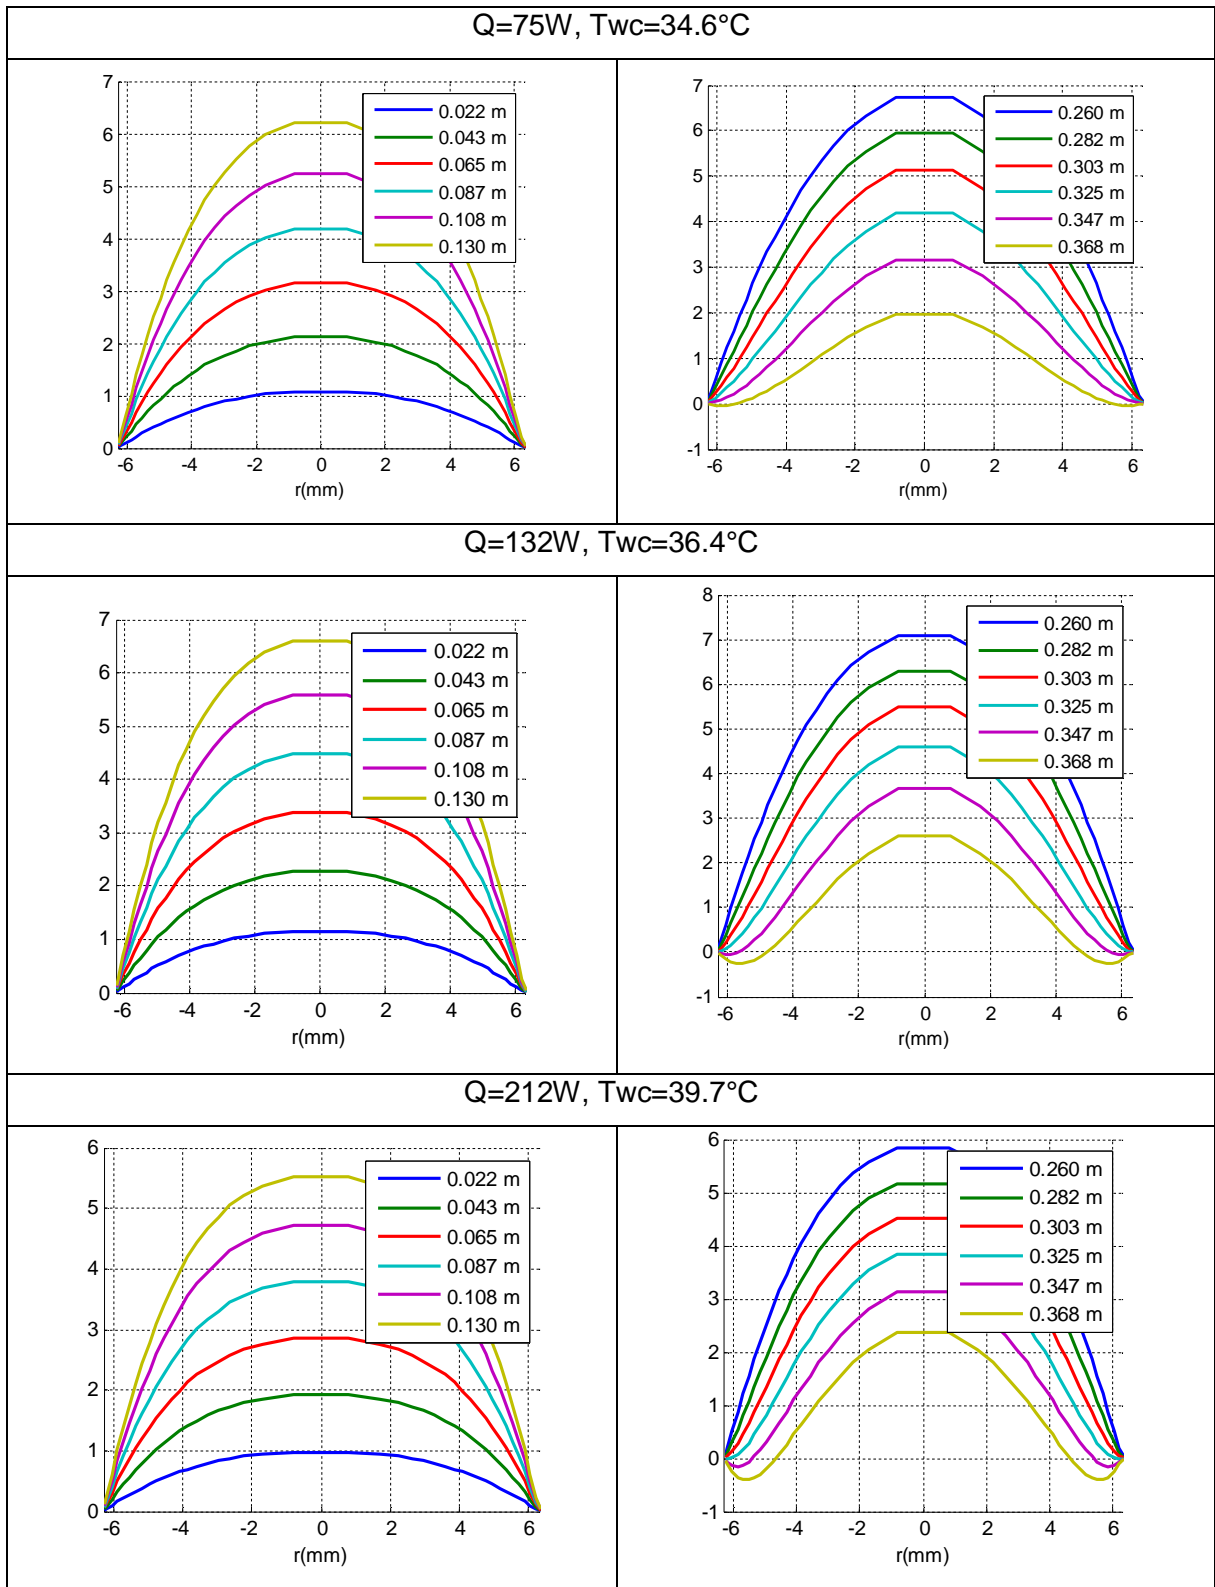 Q=75W, Twc=34.6°C
7
6
5
4
3
2
1
0
-6 -4 -2 0 2 4 6
r(mm)
0.022 m
0.043 m
0.065 m
0.087 m
0.108 m
0.130 m
7
6
5
4
3
2
1
0
-1
-6 -4 -2 0 2 4 6
r(mm)
0.260 m
0.282 m
0.303 m
0.325 m
0.347 m
0.368 m
Q=132W, Twc=36.4°C
7
6
5
4
3
2
1
0
-6 -4 -2 0 2 4 6
r(mm)
0.022 m
0.043 m
0.065 m
0.087 m
0.108 m
0.130 m
8
7
6
5
4
3
2
1
0
-1
-6 -4 -2 0 2 4 6
r(mm)
0.260 m
0.282 m
0.303 m
0.325 m
0.347 m
0.368 m
Q=212W, Twc=39.7°C
6
5
4
3
2
1
0
-6 -4 -2 0 2 4 6
r(mm)
0.022 m
0.043 m
0.065 m
0.087 m
0.108 m
0.130 m
6
5
4
3
2
1
0
-1
-6 -4 -2 0 2 4 6
r(mm)
0.260 m
0.282 m
0.303 m
0.325 m
0.347 m
0.368 m